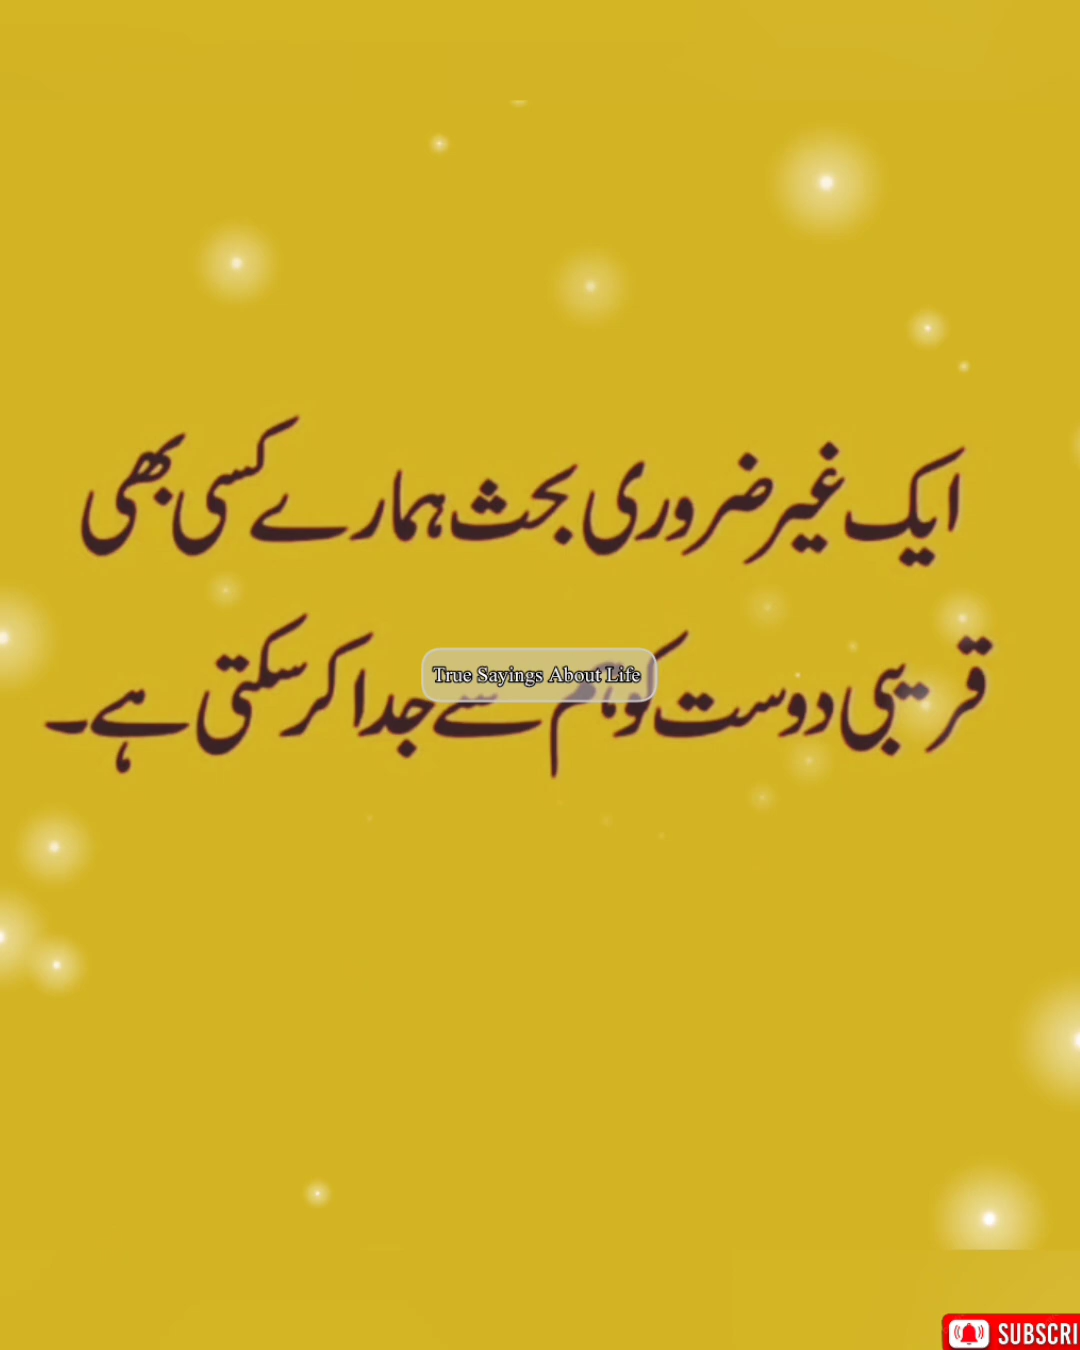 ایک غیر ضروری بحث ہمارے کسی بھی
قریبی دوست کو ہم سے جدا کر سکتی ہے۔
True Sayings About Life
SUBSCRI